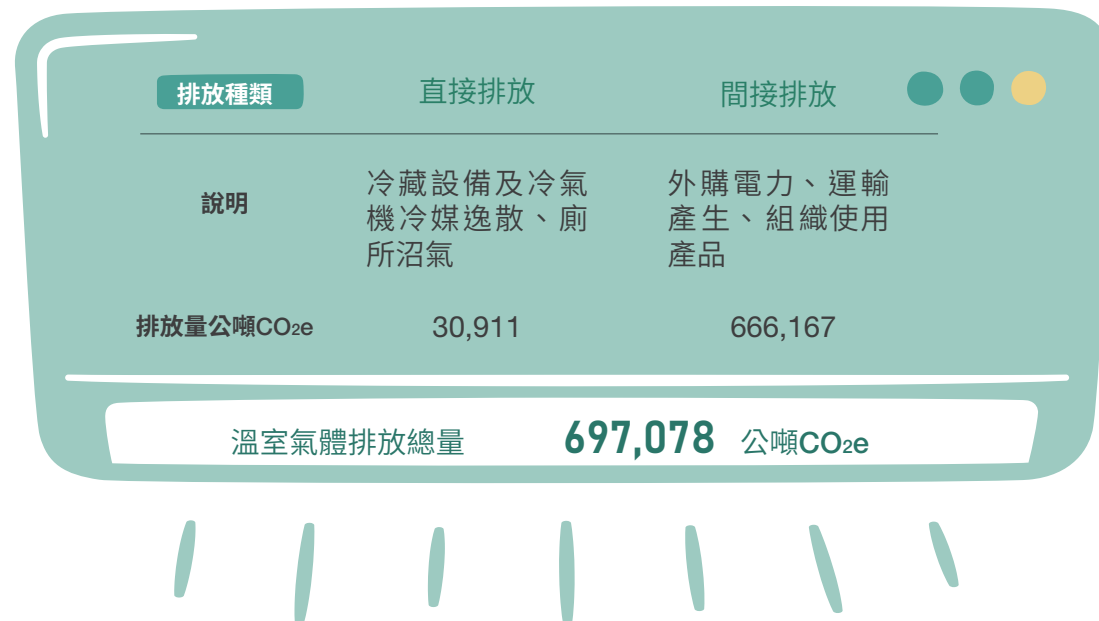 排放種類 直接排放 間接排放
說明
冷藏設備及冷氣
機冷媒逸散、廁
所沼氣
外購電力、運輸
產生、組織使用
產品
排放量公噸CO₂e 30,911 666,167
溫室氣體排放總量 697,078 公噸CO₂e